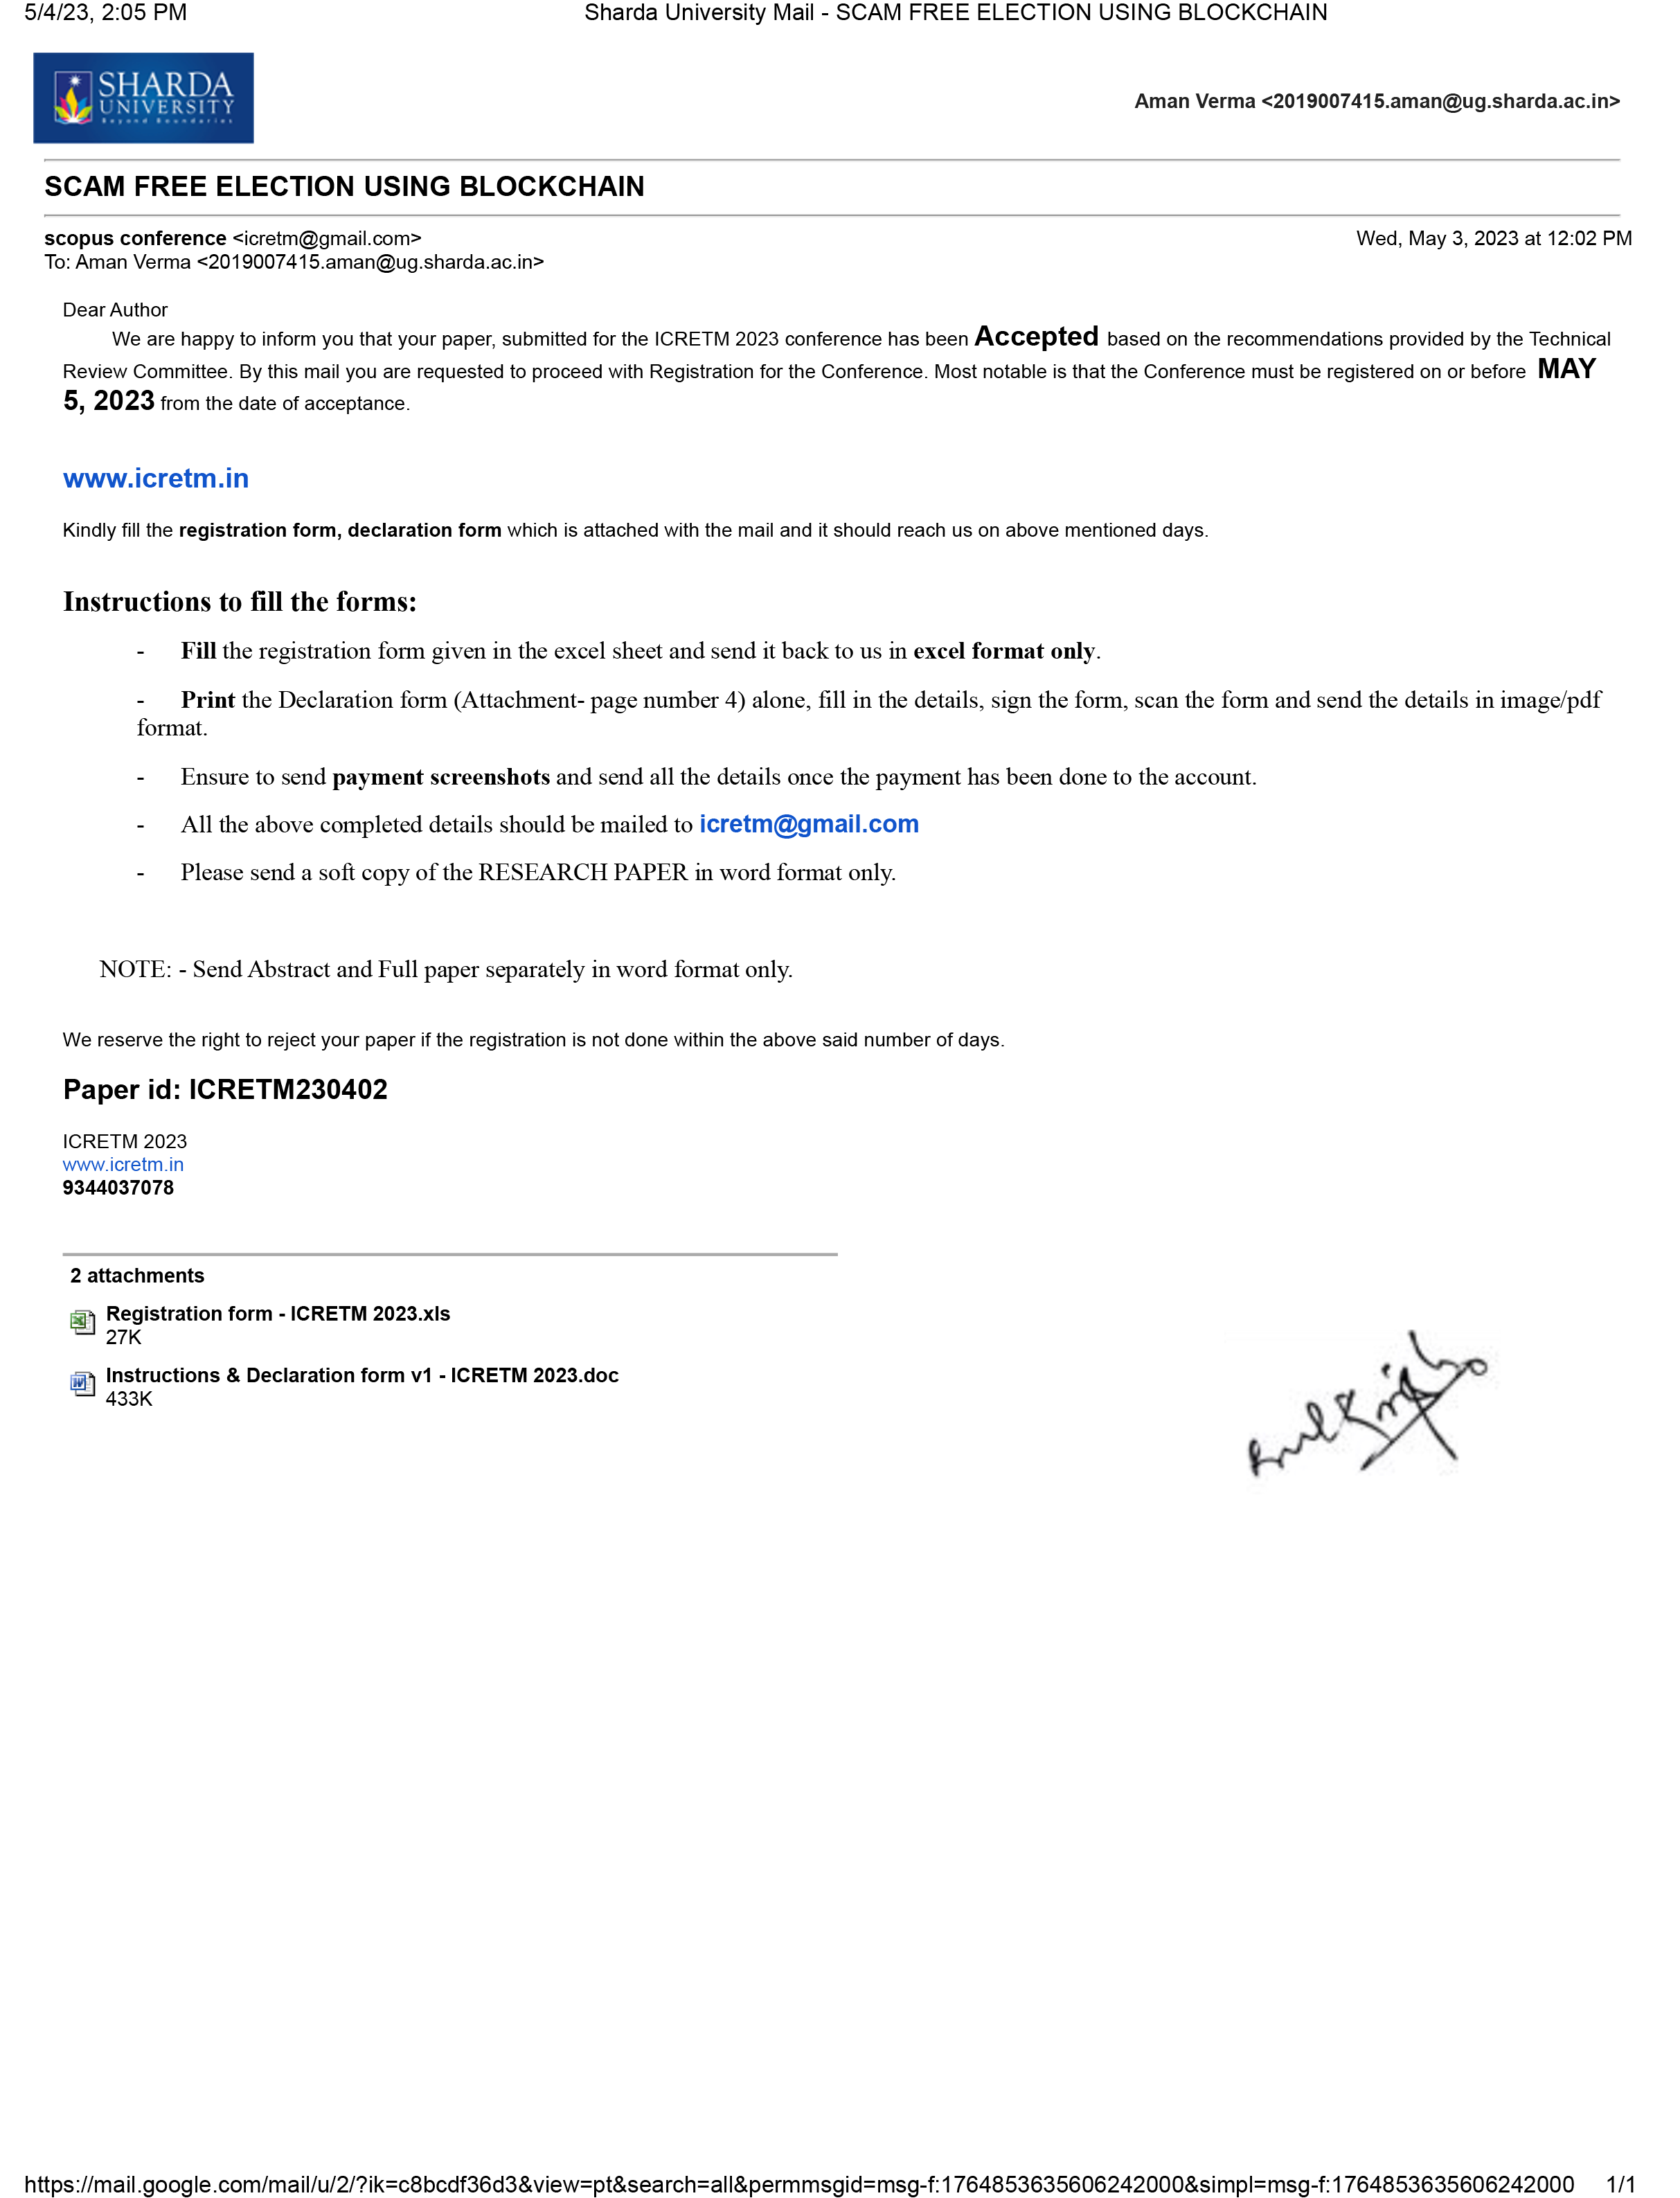 5/4/23, 2:05 PM
Sharda University Mail - SCAM FREE ELECTION USING BLOCKCHAIN
SHARDA
UNIVERSITY
Beyond Boundaries
Aman Verma <2019007415.aman@ug.sharda.ac.in>
SCAM FREE ELECTION USING BLOCKCHAIN
scopus conference <icretm@gmail.com>
Wed, May 3, 2023 at 12:02 PM
To: Aman Verma <2019007415.aman@ug.sharda.ac.in>
Dear Author
We are happy to inform you that your paper, submitted for the ICRETM 2023 conference has been Accepted based on the recommendations provided by the Technical
Review Committee. By this mail you are requested to proceed with Registration for the Conference. Most notable is that the Conference must be registered on or before MAY
5, 2023 from the date of acceptance.
www.icretm.in
Kindly fill the registration form, declaration form which is attached with the mail and it should reach us on above mentioned days.
Instructions to fill the forms:
- Fill the registration form given in the excel sheet and send it back to us in excel format only.
- Print the Declaration form (Attachment- page number 4) alone, fill in the details, sign the form, scan the form and send the details in image/pdf
format.
- Ensure to send payment screenshots and send all the details once the payment has been done to the account.
- All the above completed details should be mailed to icretm@gmail.com
- Please send a soft copy of the RESEARCH PAPER in word format only.
NOTE: - Send Abstract and Full paper separately in word format only.
We reserve the right to reject your paper if the registration is not done within the above said number of days.
Paper id: ICRETM230402
ICRETM 2023
www.icretm.in
9344037078
2 attachments
Registration form - ICRETM 2023.xls
27K
Instructions & Declaration form v1 - ICRETM 2023.doc
433K
https://mail.google.com/mail/u/2/?ik=c8bcdf36d3&view=pt&search=all&permmsgid=msg-f:1764853635606242000&simpl=msg-f:1764853635606242000 1/1